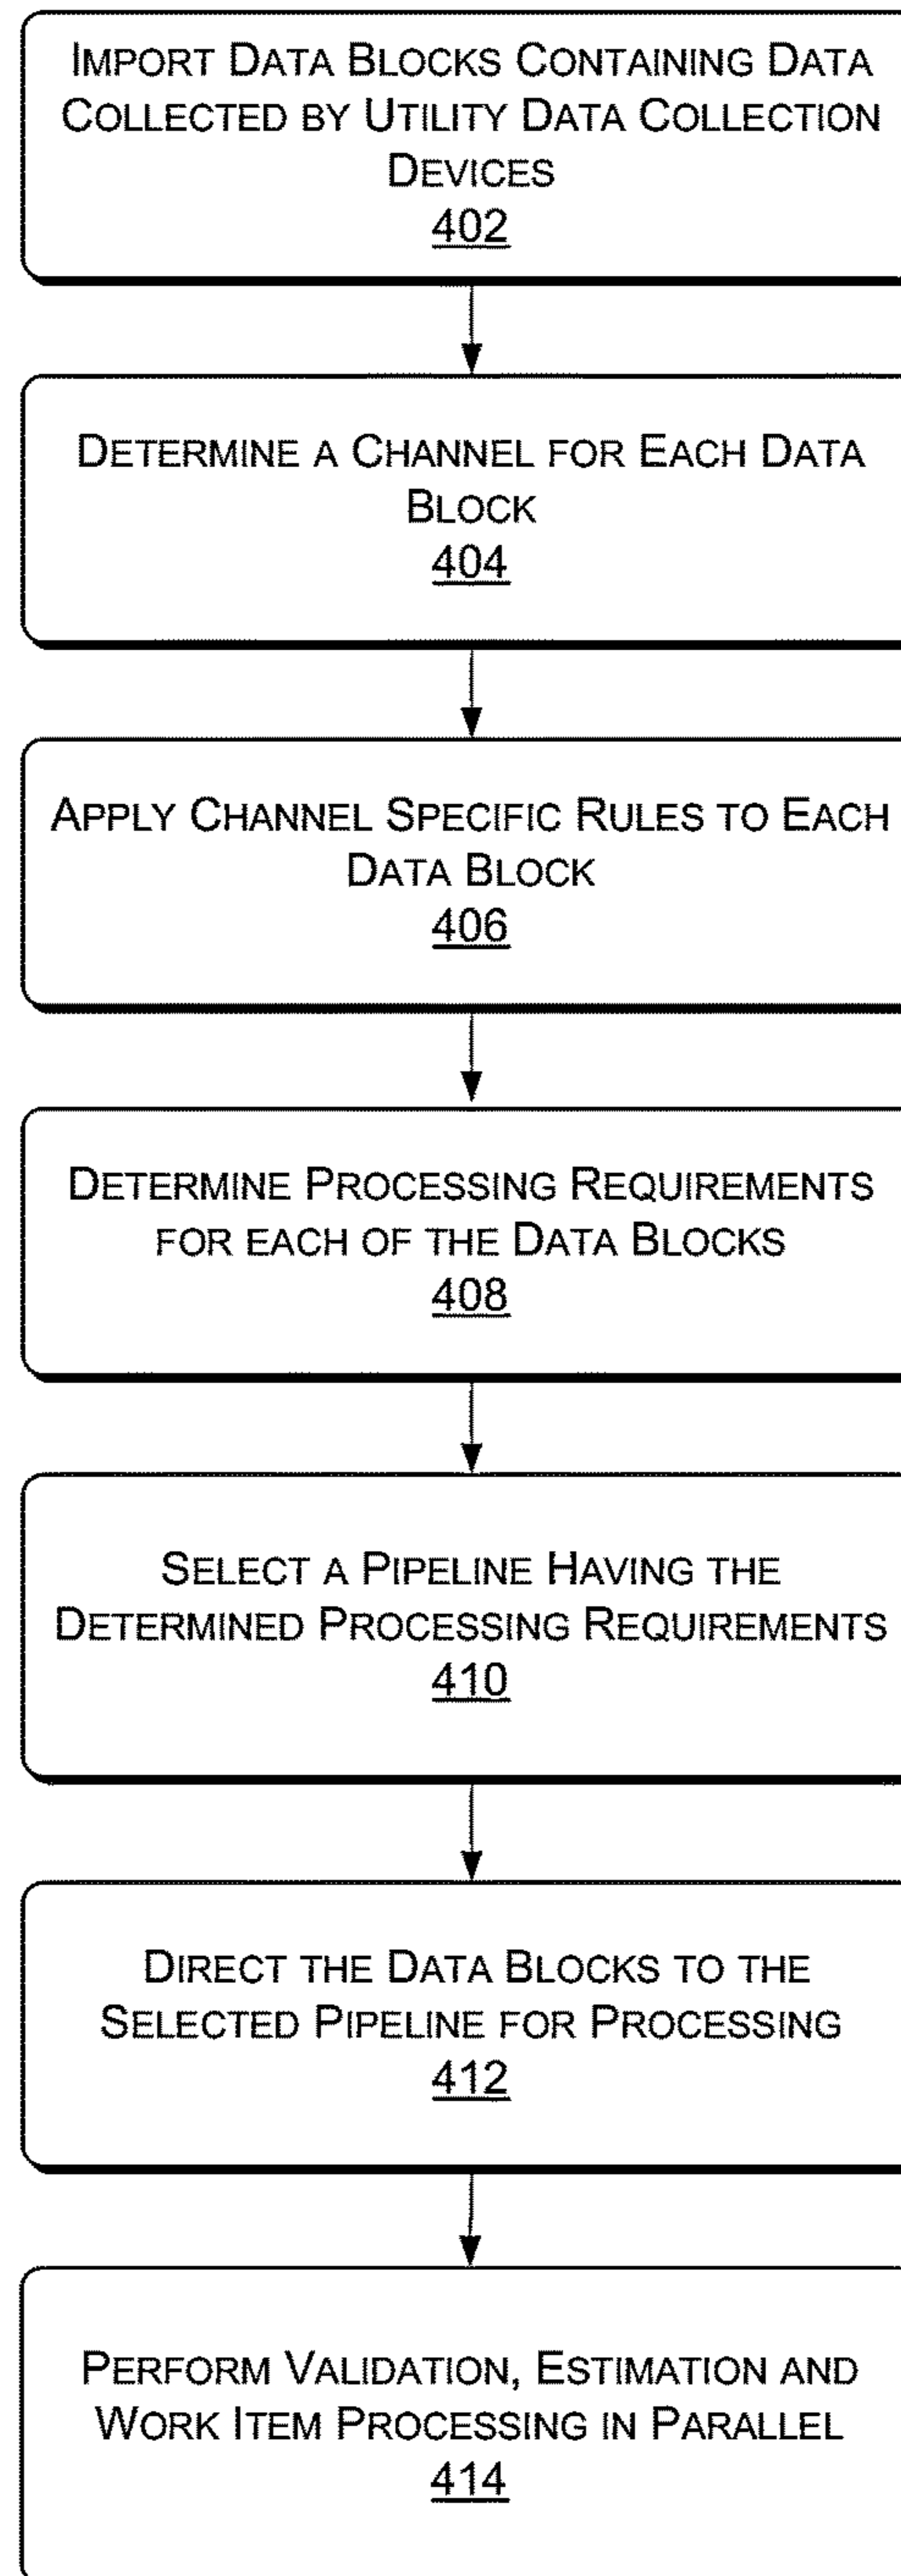 IMPORT DATA BLOCKS CONTAINING DATA
COLLECTED BY UTILITY DATA COLLECTION
DEVICES
402
DETERMINE A CHANNEL FOR EACH DATA
BLOCK
404
APPLY CHANNEL SPECIFIC RULES TO EACH
DATA BLOCK
406
DETERMINE PROCESSING REQUIREMENTS
FOR EACH OF THE DATA BLOCKS
408
SELECT A PIPELINE HAVING THE
DETERMINED PROCESSING REQUIREMENTS
410
DIRECT THE DATA BLOCKS TO THE
SELECTED PIPELINE FOR PROCESSING
412
PERFORM VALIDATION, ESTIMATION AND
WORK ITEM PROCESSING IN PARALLEL
414